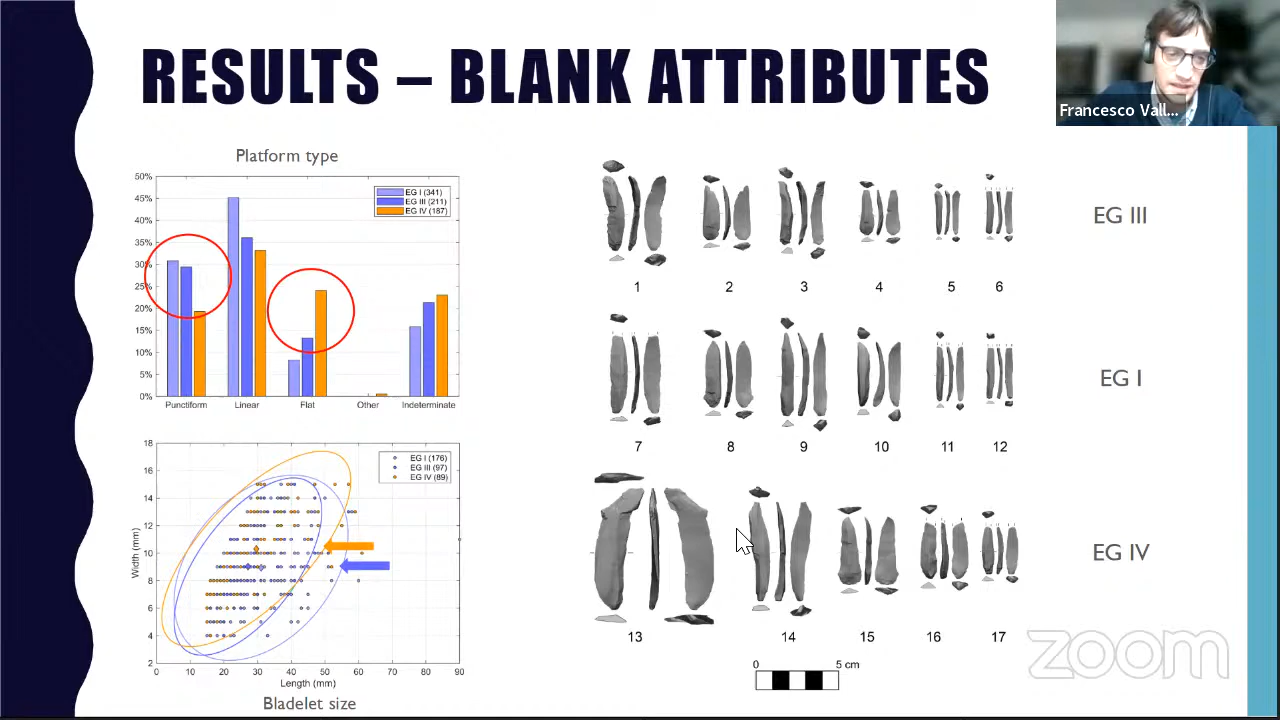 RESULTS – BLANK ATTRIBUTES
Francesco Vall...
Platform type
50%
45%
40%
35%
30%
25%
20%
15%
10%
5%
0%
EG I (341)
EG III (211)
EG IV (187)
Punctiform Linear Flat Other Indeterminate
18
16
14
12
10
8
6
4
2
Width (mm)
EG I (176)
EG III (97)
EG IV (89)
0 10 20 30 40 50 60 70 80 90
Length (mm)
Bladelet size
EG III
1 2 3 4 5 6
EG I
7 8 9 10 11 12
EG IV
13 14 15 16 17
0 5 cm
zoom